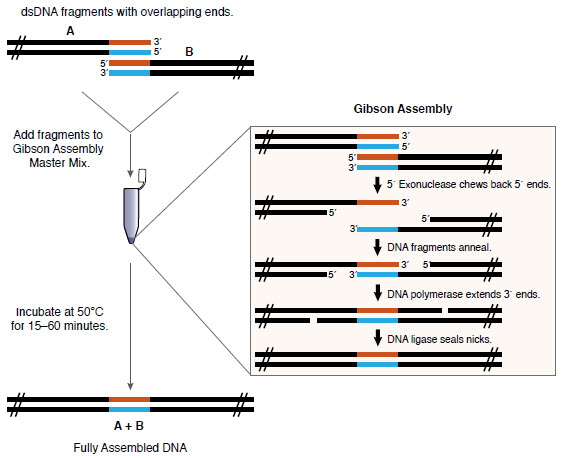 dsDNA fragments with overlapping ends.
A
3′
5′
B
5′
3′
Add fragments to
Gibson Assembly
Master Mix.
Incubate at 50°C
for 15–60 minutes.
A + B
Fully Assembled DNA
Gibson Assembly
3′
5′
5′
3′
5′ Exonuclease chews back 5′ ends.
3′
5′
5′
3′
DNA fragments anneal.
3′ 5′
5′ 3′
DNA polymerase extends 3′ ends.
DNA ligase seals nicks.